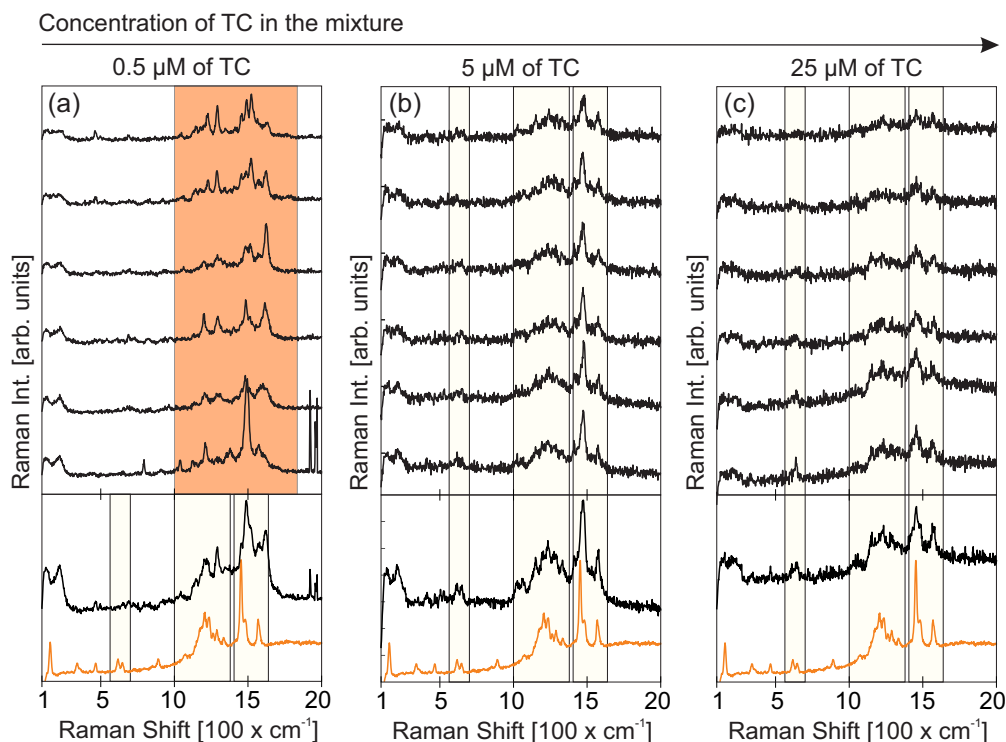 Concentration of TC in the mixture
0.5 µM of TC 5 µM of TC 25 µM of TC
(a) (b) (c)
Raman Int. [arb. units] Raman Int. [arb. units] Raman Int. [arb. units]
1 5 10 15 20 1 5 10 15 20 1 5 10 15 20
Raman Shift [100 x cm⁻¹] Raman Shift [100 x cm⁻¹] Raman Shift [100 x cm⁻¹]